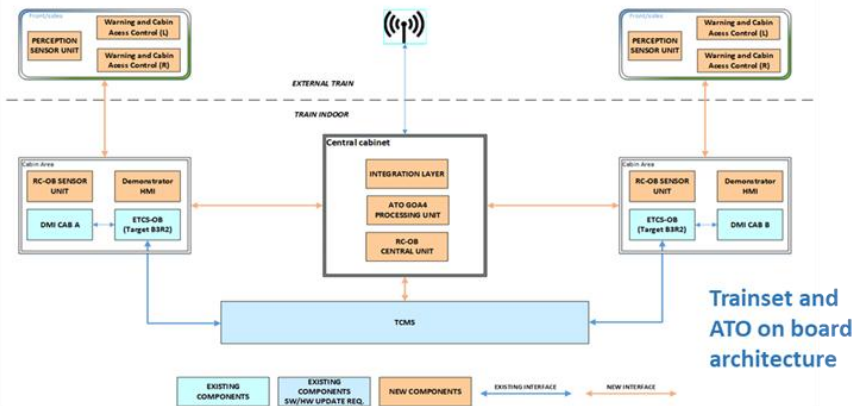 Front/sides
Warning and Cabin
Acess Control (L)
PERCEPTION
SENSOR UNIT
Warning and Cabin
Acess Control (R)
Front/sides
Warning and Cabin
Acess Control (L)
PERCEPTION
SENSOR UNIT
Warning and Cabin
Acess Control (R)
EXTERNAL TRAIN
TRAIN INDOOR
Cabin Area
RC-OB SENSOR
UNIT
Demonstrator
HMI
DMI CAB A
ETCS-OB
(Target B3R2)
Central cabinet
INTEGRATION LAYER
ATO GOA4
PROCESSING UNIT
RC-OB
CENTRAL UNIT
Cabin Area
RC-OB SENSOR
UNIT
Demonstrator
HMI
ETCS-OB
(Target B3R2)
DMI CAB B
TCMS
Trainset and
ATO on board
architecture
EXISTING
COMPONENTS
EXISTING
COMPONENTS
SW/HW UPDATE REQ.
NEW COMPONENTS
EXISTING INTERFACE
NEW INTERFACE